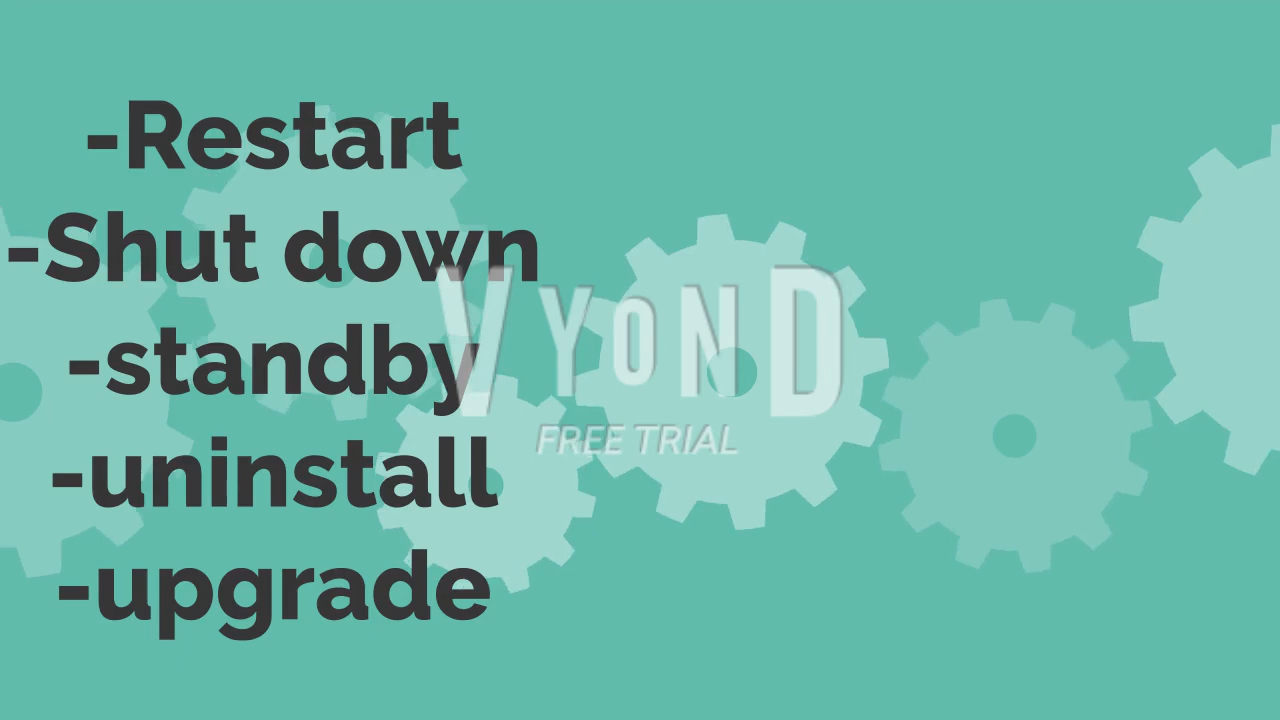 -Restart
-Shut down
-standby
-uninstall
-upgrade
VYOND
FREE TRIAL